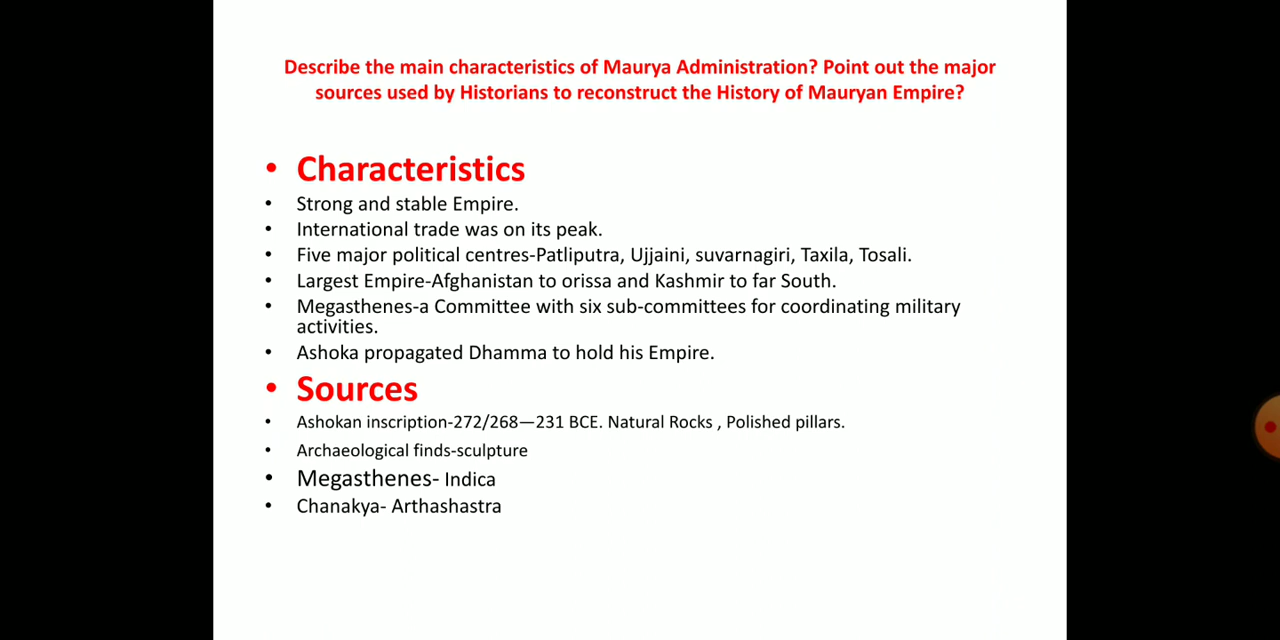 Describe the main characteristics of Maurya Administration? Point out the major
sources used by Historians to reconstruct the History of Mauryan Empire?
• Characteristics
• Strong and stable Empire.
• International trade was on its peak.
• Five major political centres-Patliputra, Ujjaini, suvarnagiri, Taxila, Tosali.
• Largest Empire-Afghanistan to orissa and Kashmir to far South.
• Megasthenes-a Committee with six sub-committees for coordinating military
activities.
• Ashoka propagated Dhamma to hold his Empire.
• Sources
• Ashokan inscription-272/268—231 BCE. Natural Rocks , Polished pillars.
• Archaeological finds-sculpture
• Megasthenes- Indica
• Chanakya- Arthashastra